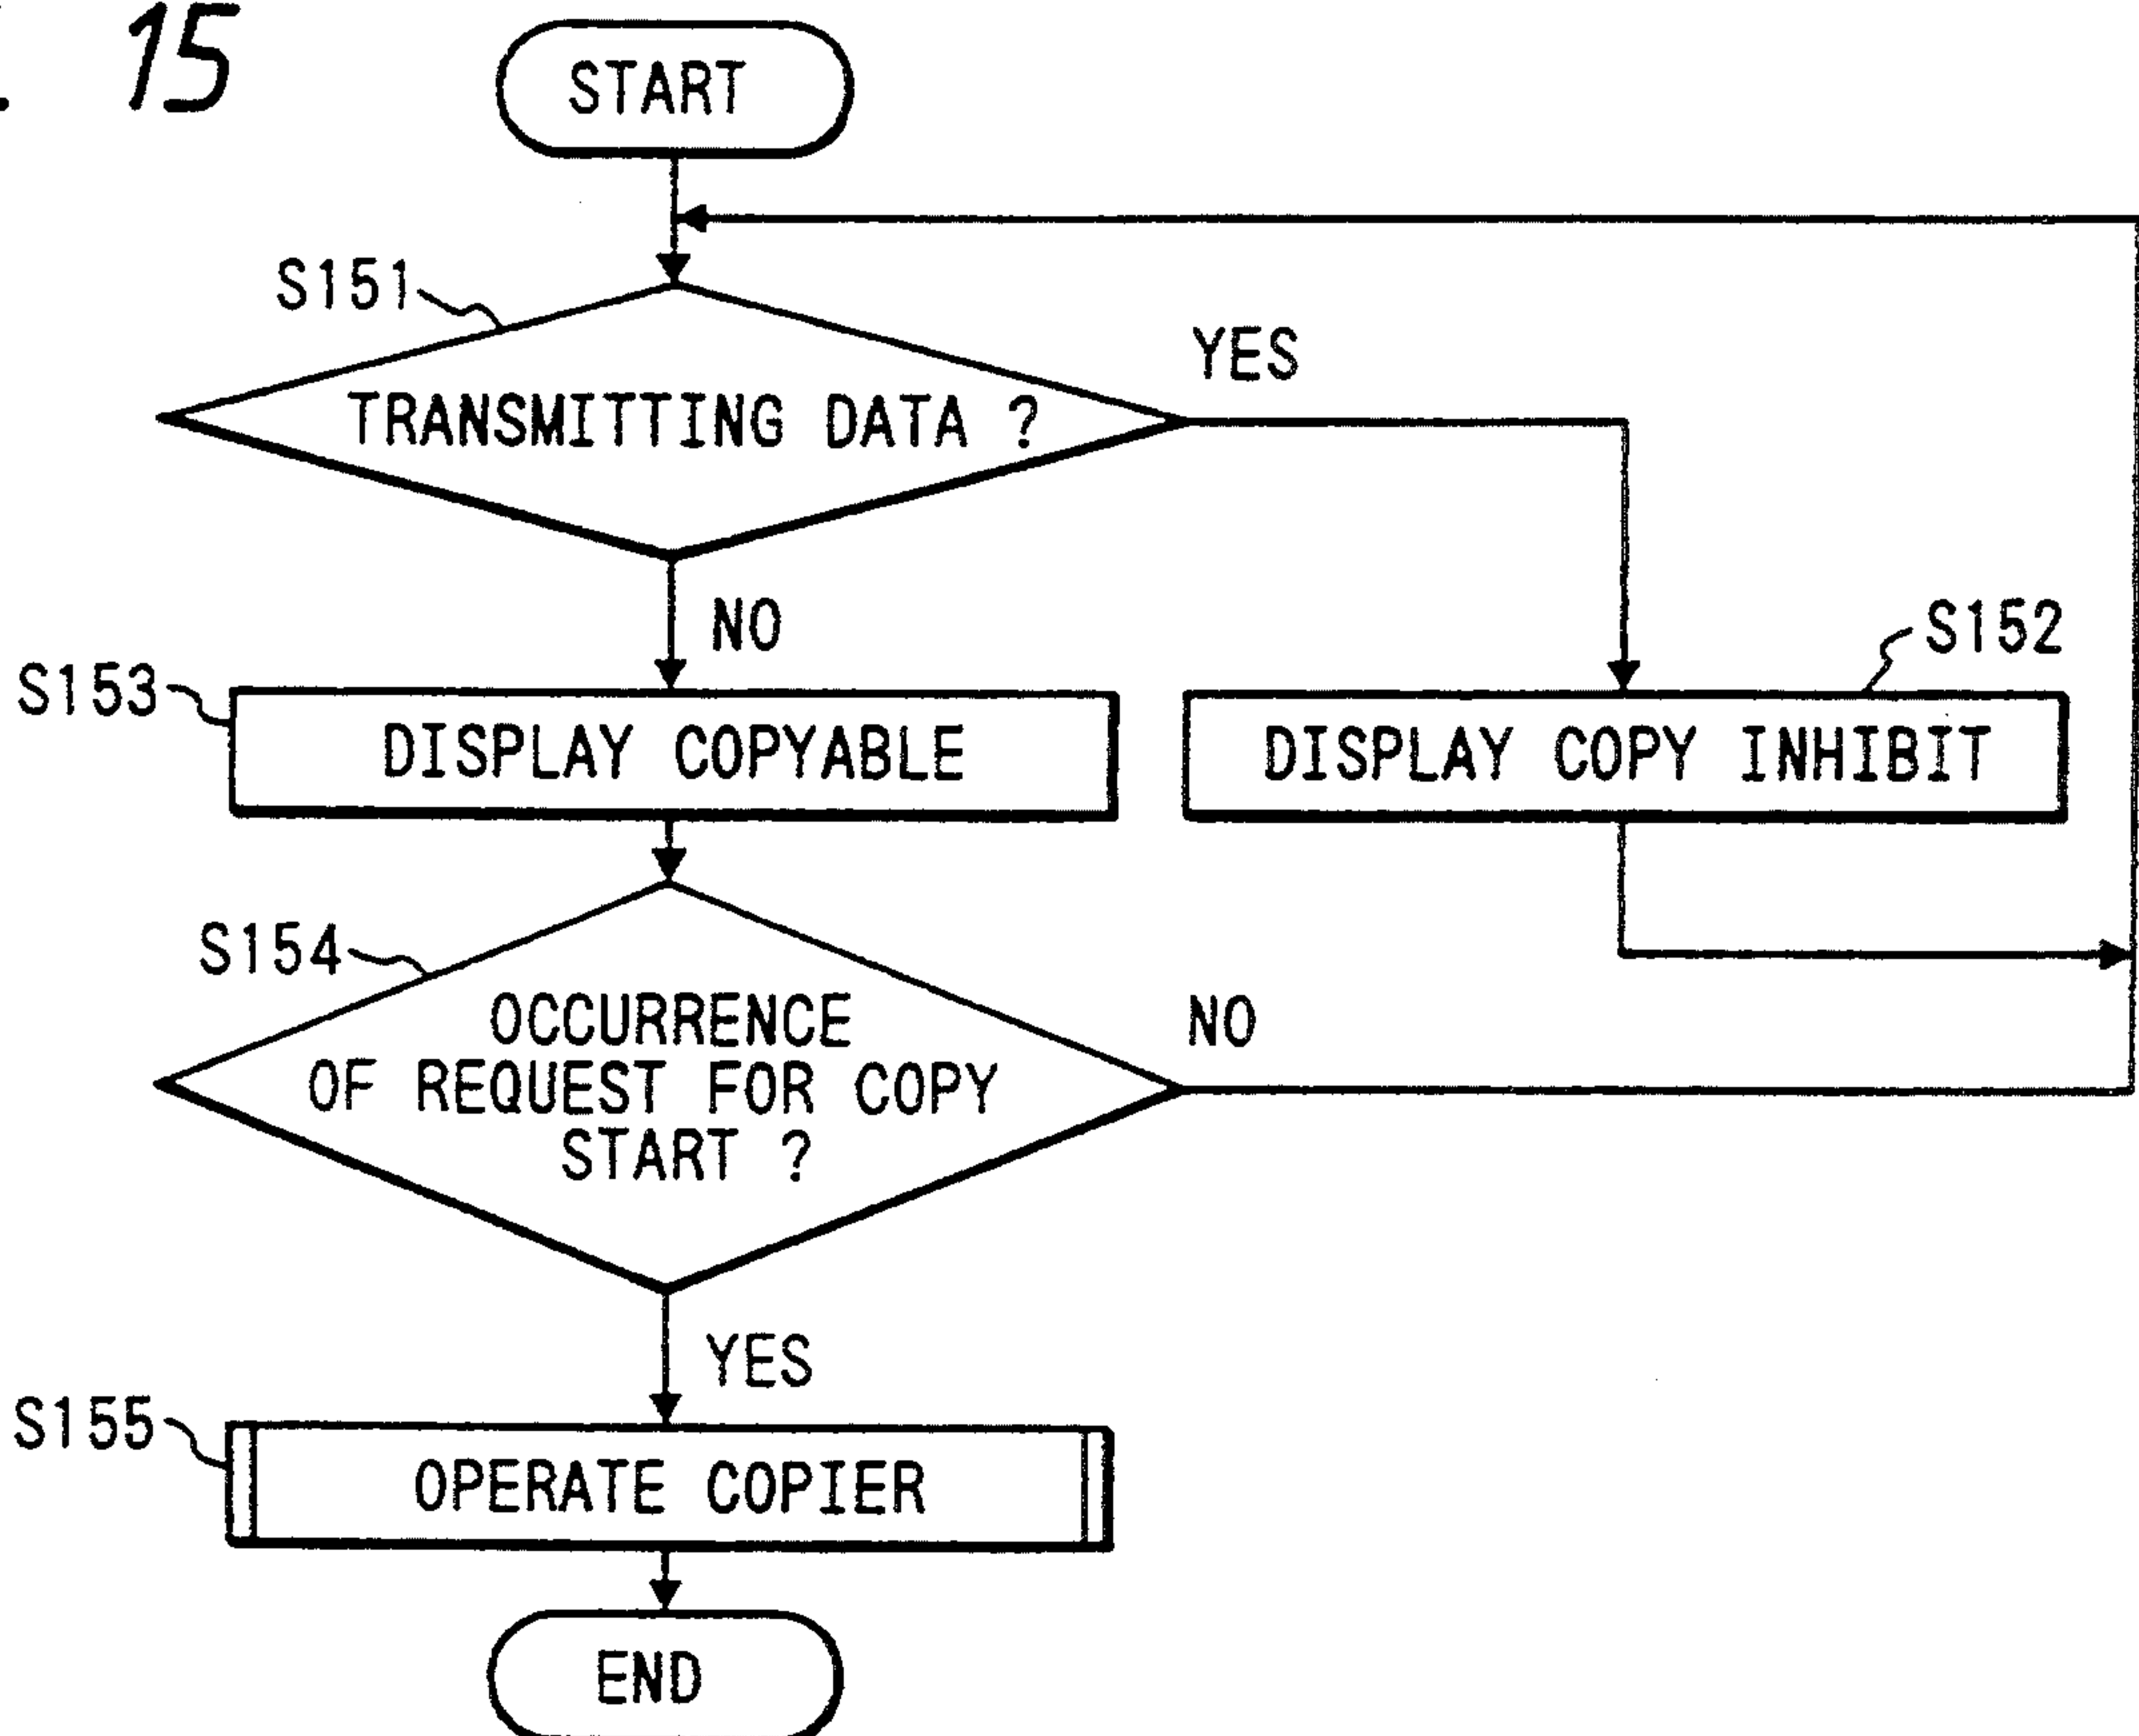 15
START
S151
YES
TRANSMITTING DATA ?
NO
S152
S153
DISPLAY COPYABLE
DISPLAY COPY INHIBIT
S154
OCCURRENCE
OF REQUEST FOR COPY
START ?
NO
YES
S155
OPERATE COPIER
END